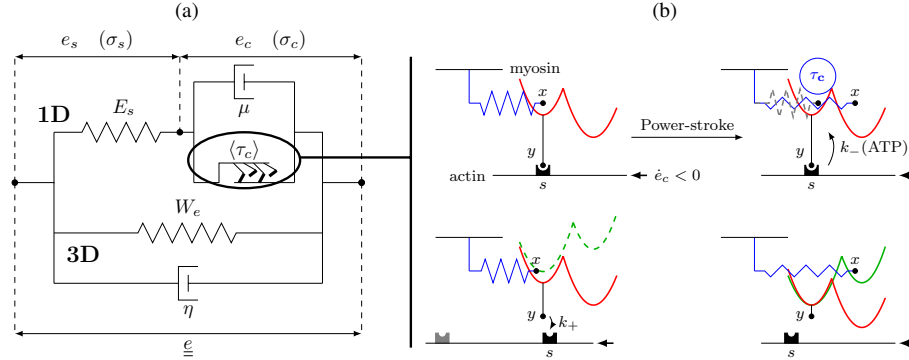 (a)
e_s (σ_s) e_c (σ_c)
μ
1D E_s
⟨τ_c⟩
W_e
3D
η
e
(b)
myosin
x
y
actin
s
Power-stroke
ė_c < 0
τ_c
x
y
k_−(ATP)
s
x
y
k_+
s
x
y
s